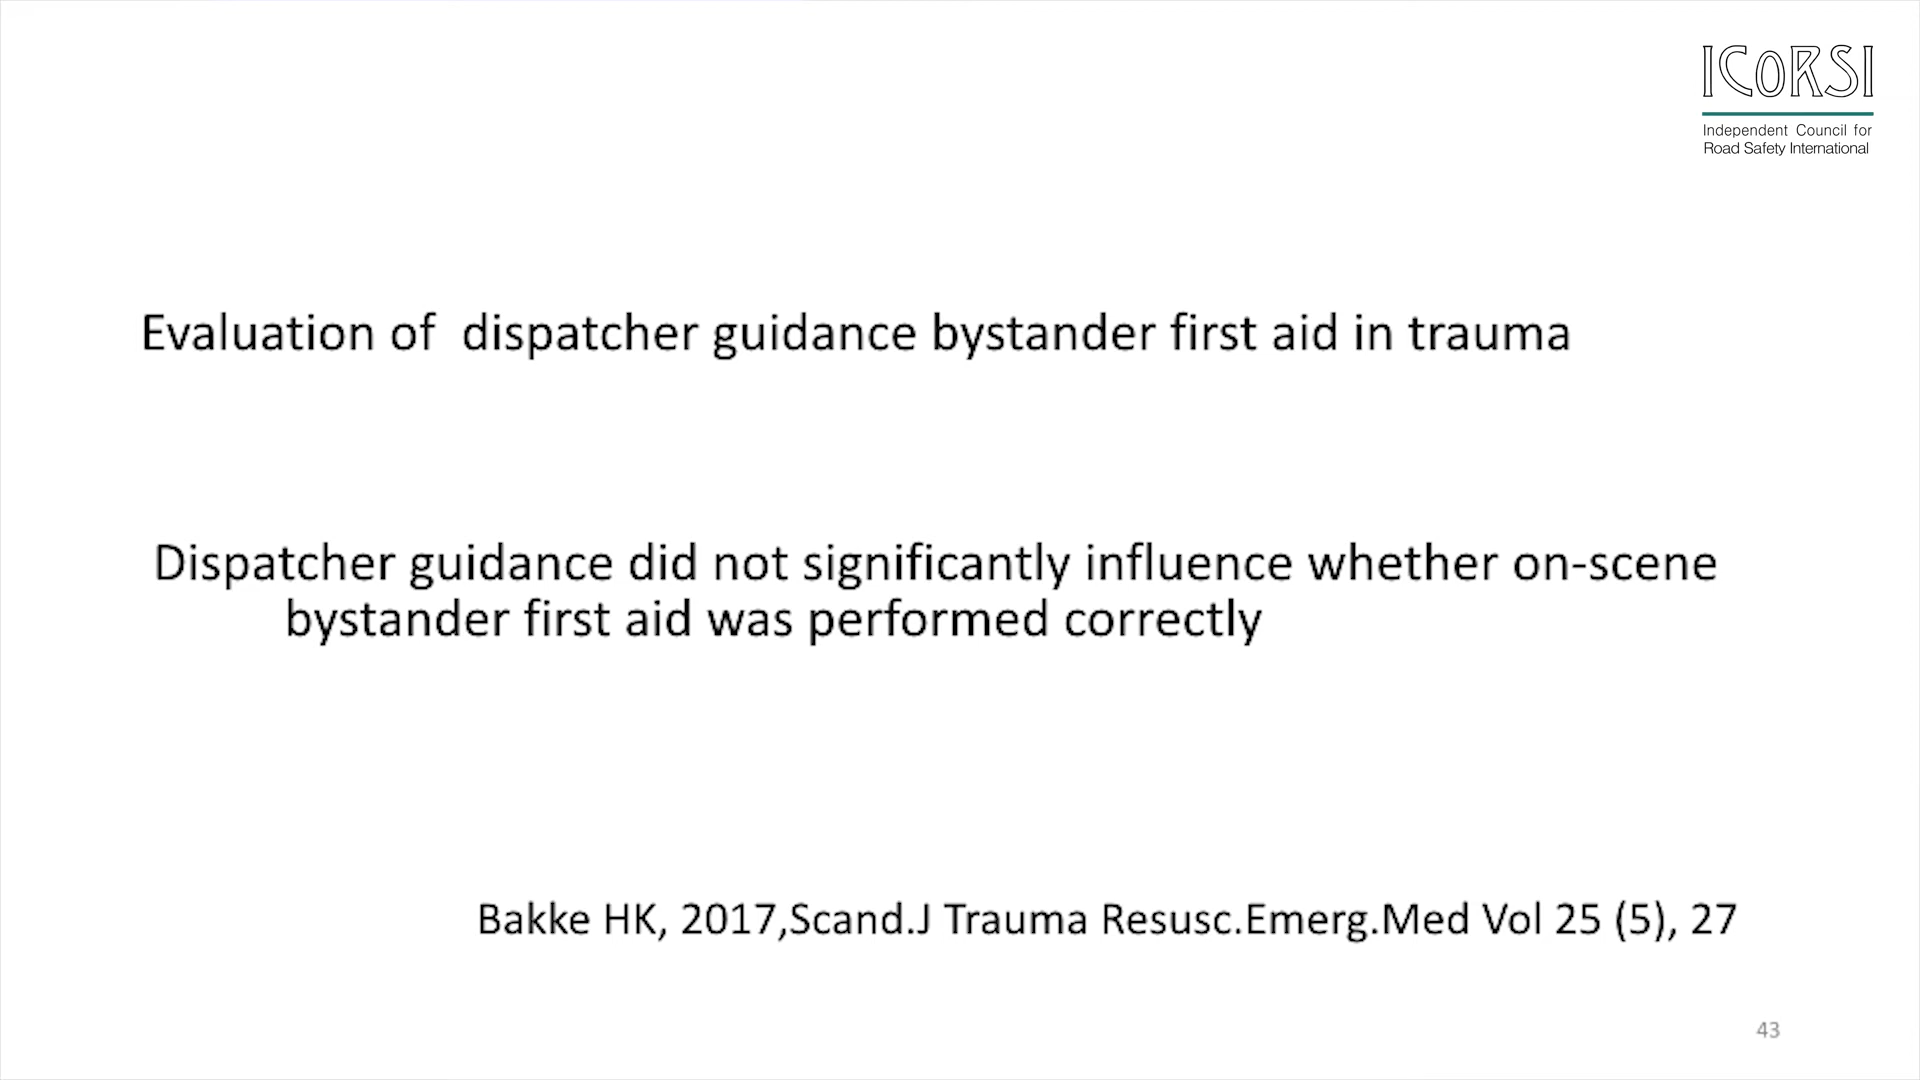 ICoRSI
Independent Council for
Road Safety International
Evaluation of  dispatcher guidance bystander first aid in trauma
Dispatcher guidance did not significantly influence whether on-scene
bystander first aid was performed correctly
Bakke HK, 2017,Scand.J Trauma Resusc.Emerg.Med Vol 25 (5), 27
43